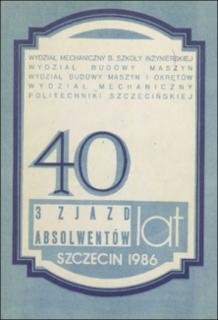 WYDZIAŁ MECHANICZNY B. SZKOŁY INŻYNIERSKIEJ
WYDZIAŁ BUDOWY MASZYN
WYDZIAŁ BUDOWY MASZYN I OKRĘTÓW
WYDZIAŁ MECHANICZNY
POLITECHNIKI SZCZECIŃSKIEJ
40
3 ZJAZD
ABSOLWENTÓW
lat
SZCZECIN 1986